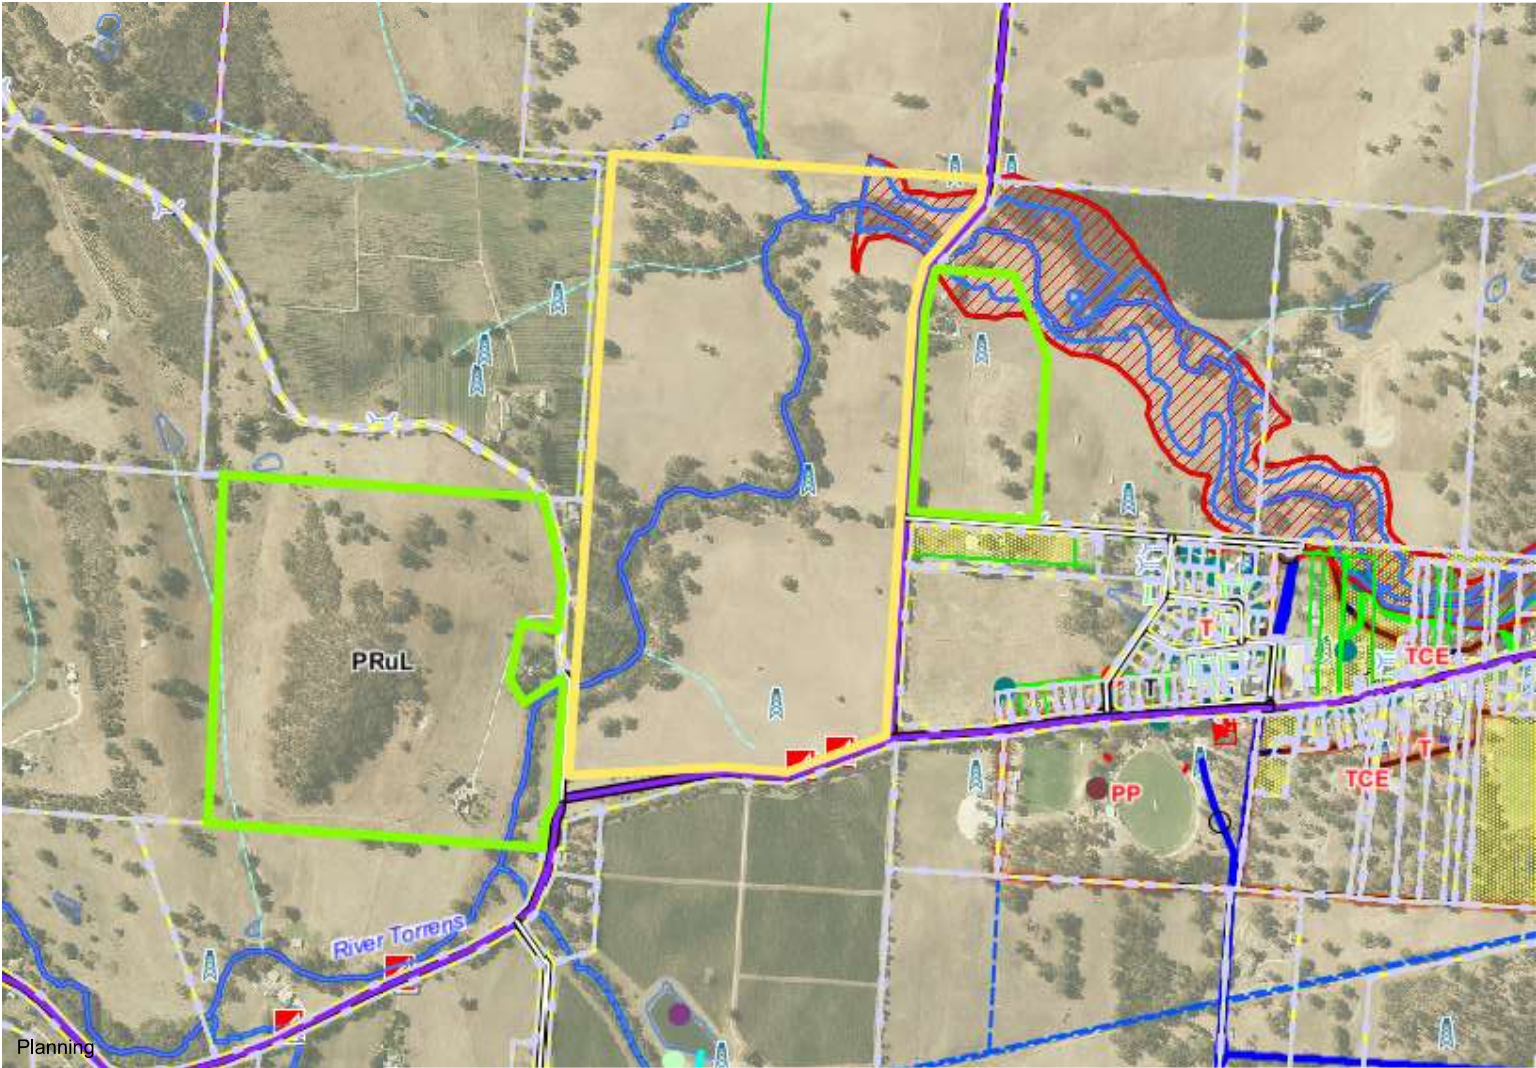 T
TCE
PRuL
T
T
TCE
PP
River Torrens
Planning